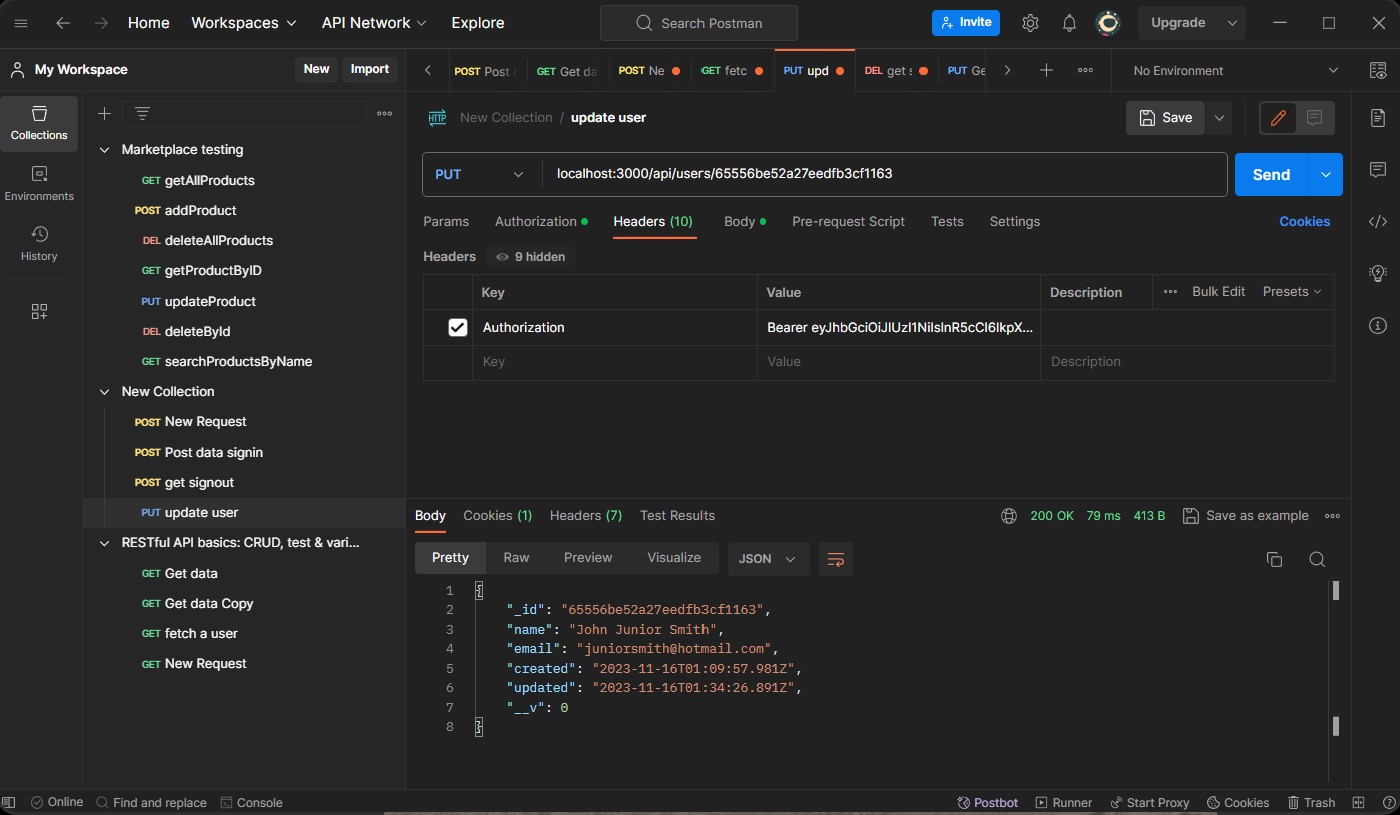 Home Workspaces API Network Explore Search Postman Invite Upgrade
My Workspace New Import POST Post GET Get da POST Ne GET fetc PUT upd DEL get s PUT Ge No Environment
Collections
Environments
History
Marketplace testing
GET getAllProducts
POST addProduct
DEL deleteAllProducts
GET getProductByID
PUT updateProduct
DEL deleteById
GET searchProductsByName
New Collection
POST New Request
POST Post data signin
POST get signout
PUT update user
RESTful API basics: CRUD, test & vari...
GET Get data
GET Get data Copy
GET fetch a user
GET New Request
HTTP New Collection / update user Save
PUT localhost:3000/api/users/65556be52a27eedfb3cf1163 Send
Params Authorization Headers (10) Body Pre-request Script Tests Settings Cookies
Headers 9 hidden
Key Value Description Bulk Edit Presets
Authorization Bearer eyJhbGciOiJIUzI1NiIsInR5cCI6IkpX...
Key Value Description
Body Cookies (1) Headers (7) Test Results 200 OK 79 ms 413 B Save as example
Pretty Raw Preview Visualize JSON
1 {
2 "_id": "65556be52a27eedfb3cf1163",
3 "name": "John Junior Smith",
4 "email": "juniorsmith@hotmail.com",
5 "created": "2023-11-16T01:09:57.981Z",
6 "updated": "2023-11-16T01:34:26.891Z",
7 "__v": 0
8 }
Online Find and replace Console Postbot Runner Start Proxy Cookies Trash